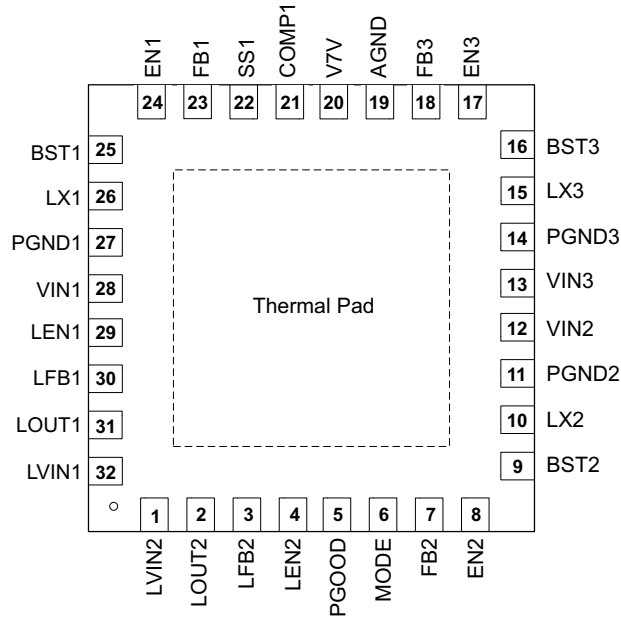 EN1
FB1
SS1
COMP1
V7V
AGND
FB3
EN3
24
23
22
21
20
19
18
17
BST1 25
LX1 26
PGND1 27
VIN1 28
LEN1 29
LFB1 30
LOUT1 31
LVIN1 32
Thermal Pad
16 BST3
15 LX3
14 PGND3
13 VIN3
12 VIN2
11 PGND2
10 LX2
9 BST2
1
2
3
4
5
6
7
8
LVIN2
LOUT2
LFB2
LEN2
PGOOD
MODE
FB2
EN2